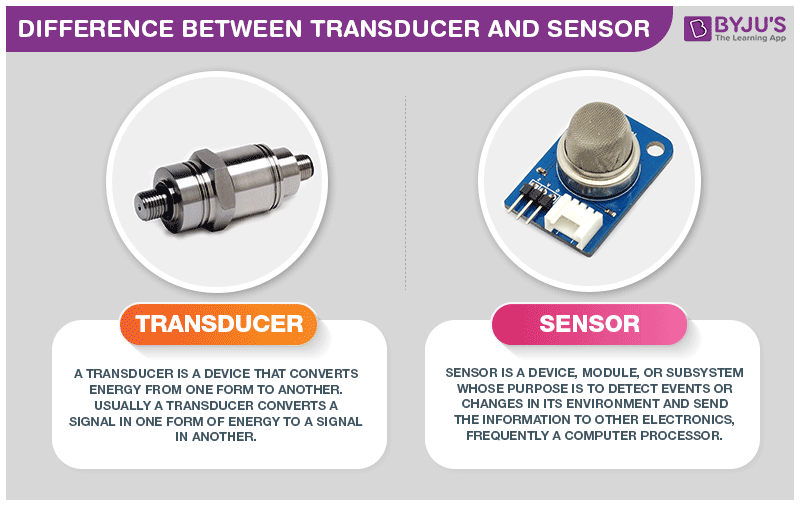 DIFFERENCE BETWEEN TRANSDUCER AND SENSOR
BYJU'S
The Learning App
TRANSDUCER
A TRANSDUCER IS A DEVICE THAT CONVERTS
ENERGY FROM ONE FORM TO ANOTHER.
USUALLY A TRANSDUCER CONVERTS A
SIGNAL IN ONE FORM OF ENERGY TO A SIGNAL
IN ANOTHER.
SENSOR
SENSOR IS A DEVICE, MODULE, OR SUBSYSTEM
WHOSE PURPOSE IS TO DETECT EVENTS OR
CHANGES IN ITS ENVIRONMENT AND SEND
THE INFORMATION TO OTHER ELECTRONICS,
FREQUENTLY A COMPUTER PROCESSOR.